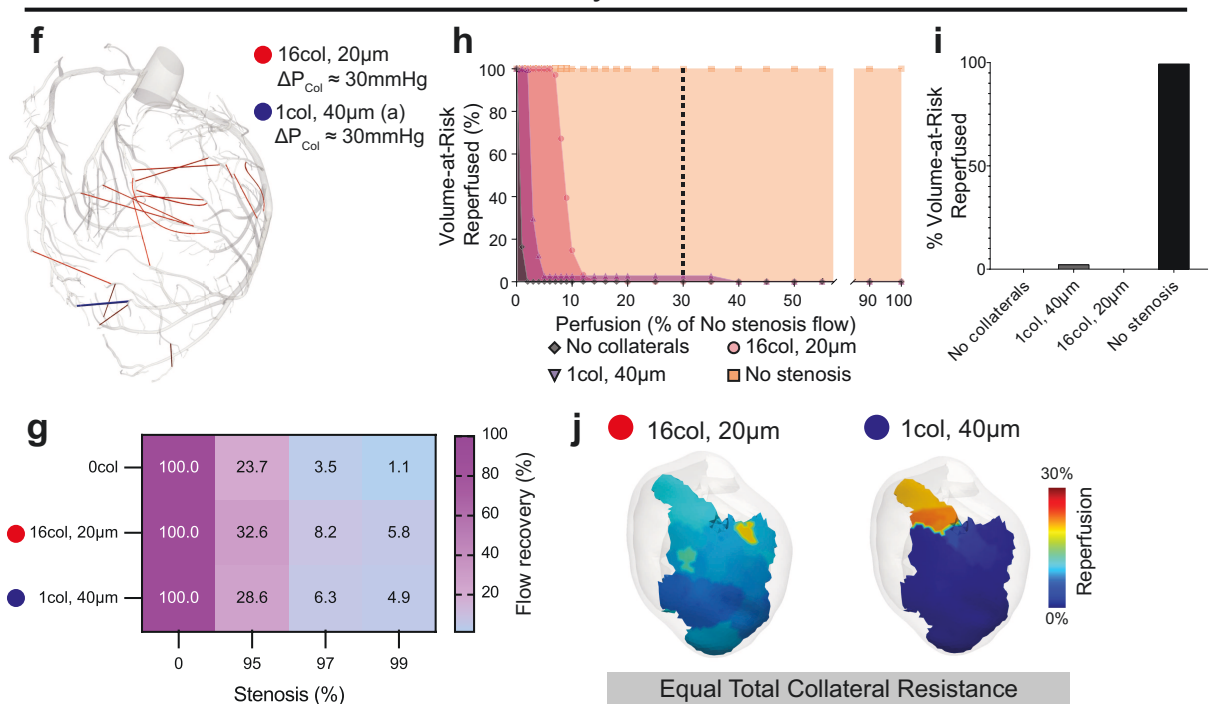 f
16col, 20µm
ΔP_Col ≈ 30mmHg
1col, 40µm (a)
ΔP_Col ≈ 30mmHg
h
Volume-at-Risk
Reperfused (%)
100
80
60
40
20
0
0 10 20 30 40 50 90 100
Perfusion (% of No stenosis flow)
No collaterals
16col, 20µm
1col, 40µm
No stenosis
i
% Volume-at-Risk
Reperfused
100
50
0
No collaterals
1col, 40µm
16col, 20µm
No stenosis
g
0col 100.0 23.7 3.5 1.1
16col, 20µm 100.0 32.6 8.2 5.8
1col, 40µm 100.0 28.6 6.3 4.9
0 95 97 99
Stenosis (%)
100
80
60
40
20
Flow recovery (%)
j
16col, 20µm
1col, 40µm
30%
Reperfusion
0%
Equal Total Collateral Resistance